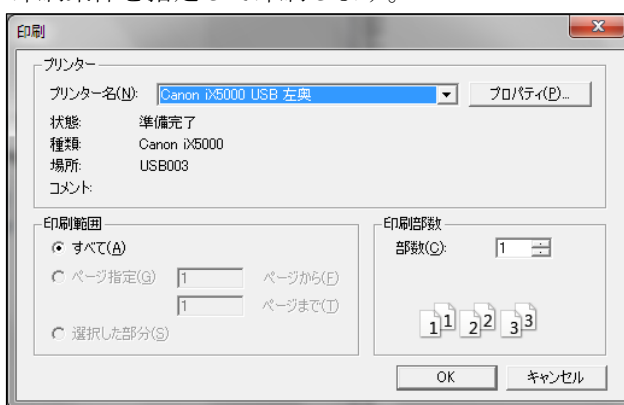 印刷
プリンター
プリンター名(N): Canon iX5000 USB 左奥 プロパティ(P)...
状態: 準備完了
種類: Canon iX5000
場所: USB003
コメント:
印刷範囲
すべて(A)
ページ指定(G) 1 ページから(F)
1 ページまで(T)
選択した部分(S)
印刷部数
部数(C): 1
1 1 2 2 3 3
OK キャンセル